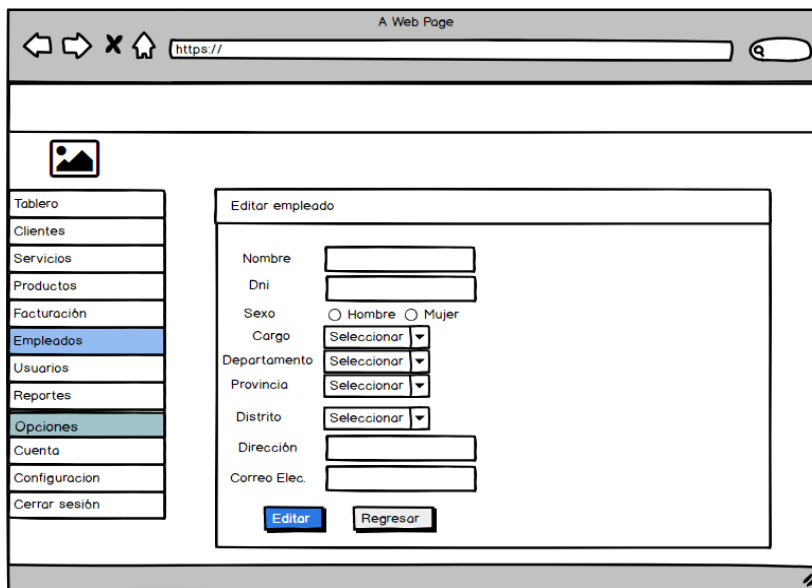 A Web Page
https://
Tablero
Clientes
Servicios
Productos
Facturación
Empleados
Usuarios
Reportes
Opciones
Cuenta
Configuracion
Cerrar sesión
Editar empleado
Nombre
Dni
Sexo Hombre Mujer
Cargo Seleccionar
Departamento Seleccionar
Provincia Seleccionar
Distrito Seleccionar
Dirección
Correo Elec.
Editar Regresar